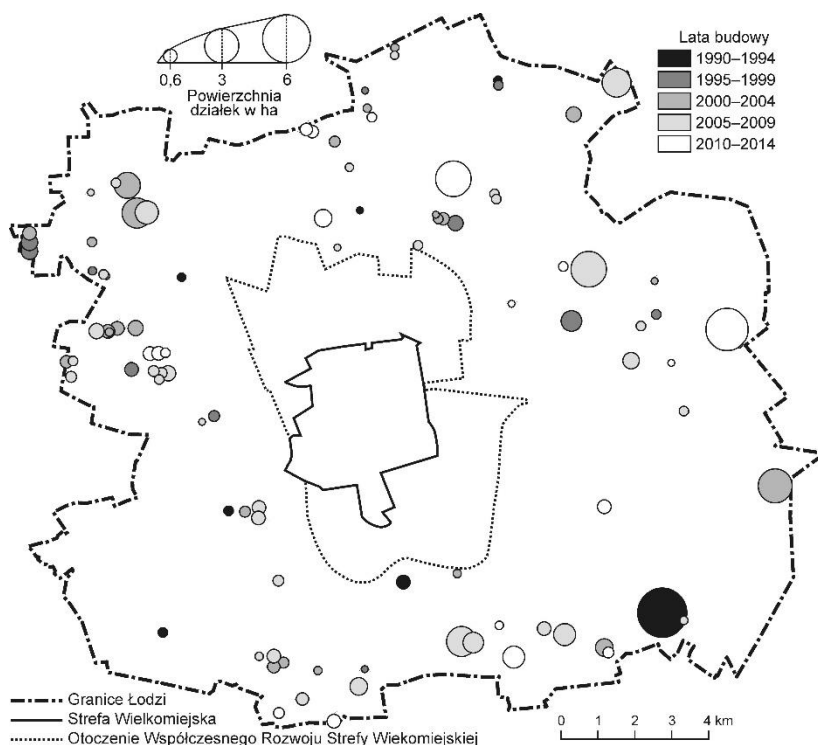 0,6 3 6
Powierzchnia
działek w ha
Lata budowy
1990–1994
1995–1999
2000–2004
2005–2009
2010–2014
Granice Łodzi
Strefa Wielkomiejska
Otoczenie Współczesnego Rozwoju Strefy Wiekomiejskiej
0 1 2 3 4 km